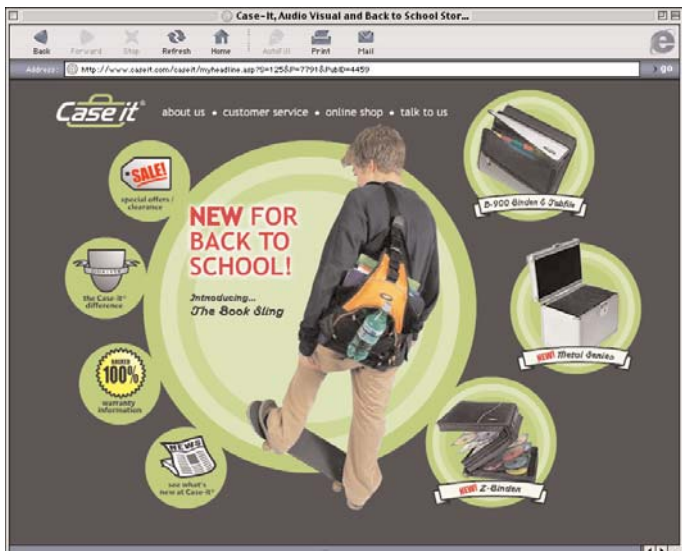 Case-It, Audio Visual and Back to School Stor...
Back Forward Stop Refresh Home AutoFill Print Mail
Address: http://www.caseit.com/caseit/myheadline.asp?S=125&P=7791&PubID=4459 go
Case it®
about us • customer service • online shop • talk to us
SALE!
special offers /
clearance
the Case-it®
difference
BACKED
100%
warranty
information
NEWS
see what's
new at Case-it®
NEW FOR
BACK TO
SCHOOL!
Introducing...
The Book Sling
D-900 Binder & Tabfile
NEW! Metal Series
NEW! Z-Binder